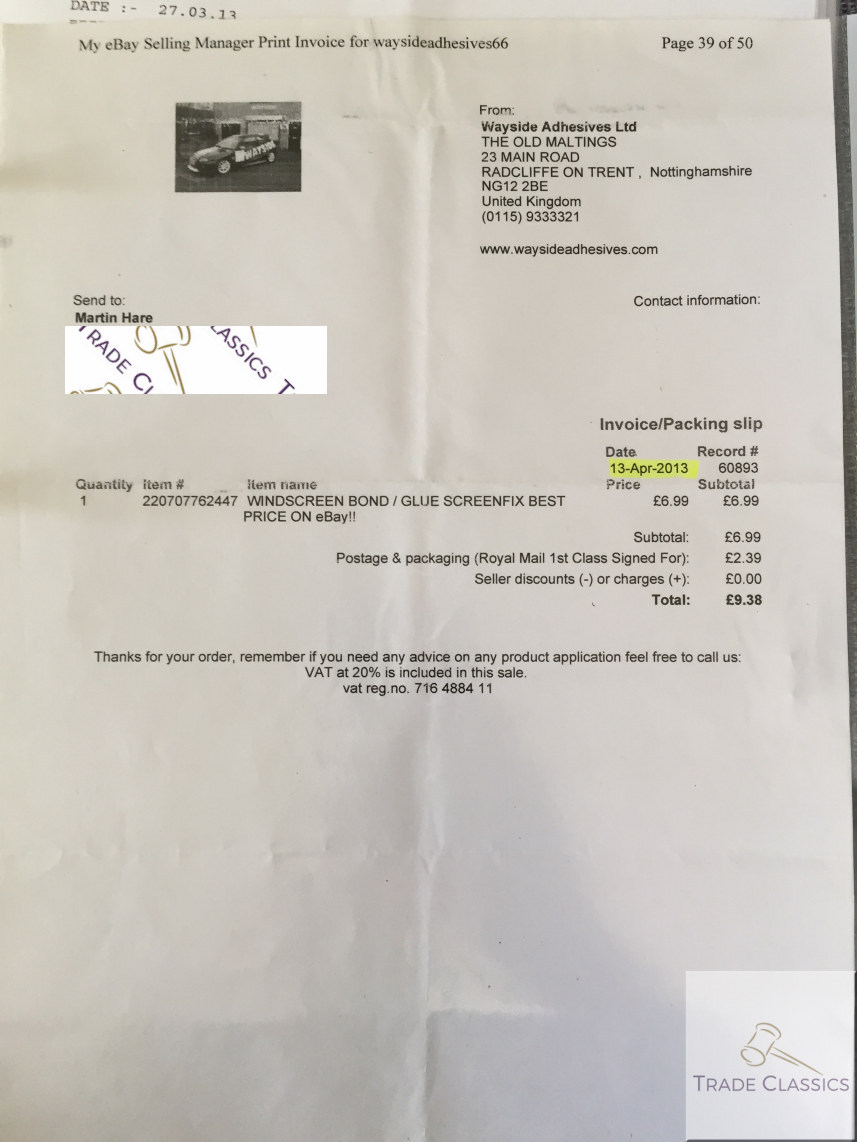 DATE :- 27.03.13
My eBay Selling Manager Print Invoice for waysideadhesives66 Page 39 of 50
WAYSIDE
From:
Wayside Adhesives Ltd
THE OLD MALTINGS
23 MAIN ROAD
RADCLIFFE ON TRENT , Nottinghamshire
NG12 2BE
United Kingdom
(0115) 9333321
www.waysideadhesives.com
Send to:
Martin Hare
Contact information:
TRADE CL
CLASSICS T
Invoice/Packing slip
Date Record #
13-Apr-2013 60893
Quantity Item # Item name Price Subtotal
1 220707762447 WINDSCREEN BOND / GLUE SCREENFIX BEST £6.99 £6.99
PRICE ON eBay!!
Subtotal: £6.99
Postage & packaging (Royal Mail 1st Class Signed For): £2.39
Seller discounts (-) or charges (+): £0.00
Total: £9.38
Thanks for your order, remember if you need any advice on any product application feel free to call us:
VAT at 20% is included in this sale.
vat reg.no. 716 4884 11
TRADE CLASSICS